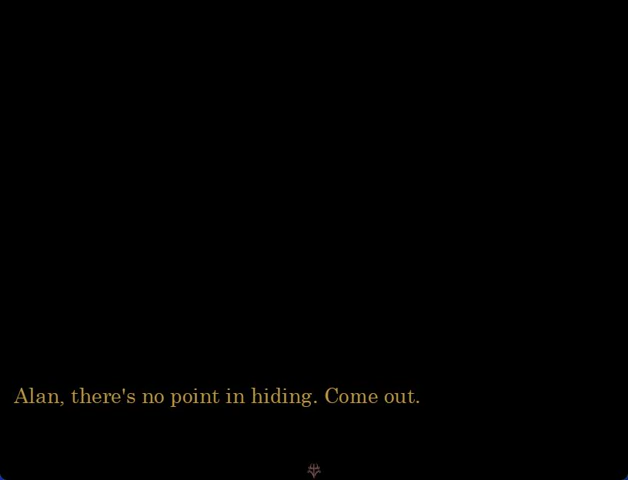 Alan, there's no point in hiding. Come out.